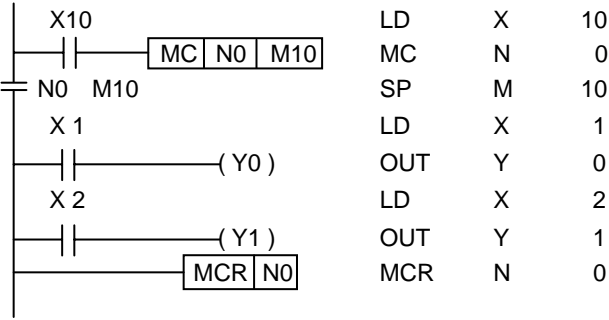 X10 LD X 10
MC N0 M10 MC N 0
N0 M10 SP M 10
X 1 LD X 1
( Y0 ) OUT Y 0
X 2 LD X 2
( Y1 ) OUT Y 1
MCR N0 MCR N 0